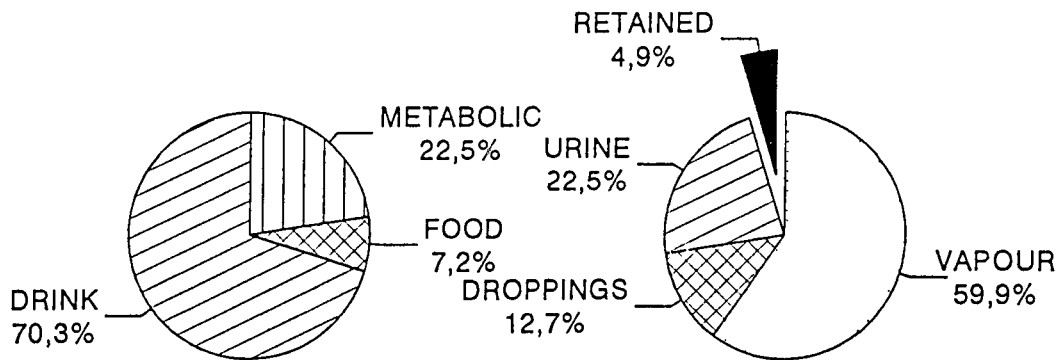 METABOLIC
22,5%
FOOD
7,2%
DRINK
70,3%
RETAINED
4,9%
URINE
22,5%
DROPPINGS
12,7%
VAPOUR
59,9%